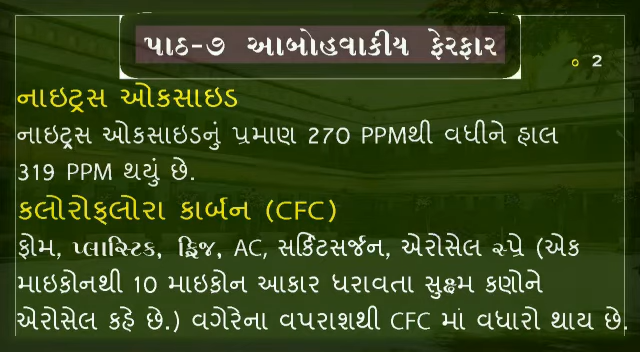 પાઠ-૭ આબોહવાકીય ફેરફાર
2
નાઇટ્રસ ઓકસાઇડ
નાઇટ્રસ ઓકસાઇડનું પ્રમાણ 270 PPMથી વધીને હાલ
319 PPM થયું છે.
કલોરોફલોરા કાર્બન (CFC)
ફોમ, પ્લાસ્ટિક, ફ્રિજ, AC, સર્કિટસર્જન, એરોસેલ સ્પ્રે (એક
માઇક્રોનથી 10 માઇક્રોન આકાર ધરાવતા સુક્ષ્મ કણોને
એરોસેલ કહે છે.) વગેરેના વપરાશથી CFC માં વધારો થાય છે.